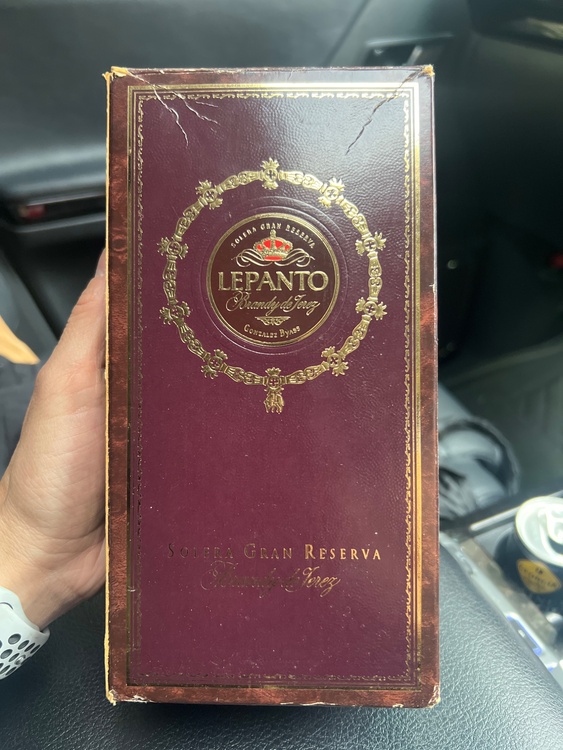 SOLERA GRAN RESERVA
LEPANTO
Brandy de Jerez
GONZALEZ BYASS
SOLERA GRAN RESERVA
Brandy de Jerez